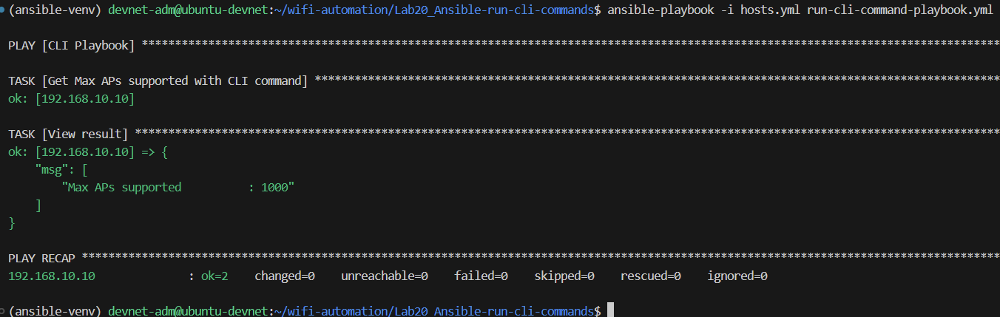 (ansible-venv) devnet-adm@ubuntu-devnet:~/wifi-automation/Lab20_Ansible-run-cli-commands$ ansible-playbook -i hosts.yml run-cli-command-playbook.yml
PLAY [CLI Playbook] *********************************************************************************************************************************
TASK [Get Max APs supported with CLI command] *******************************************************************************************************
ok: [192.168.10.10]
TASK [View result] **********************************************************************************************************************************
ok: [192.168.10.10] => {
    "msg": [
        "Max APs supported          : 1000"
    ]
}
PLAY RECAP ******************************************************************************************************************************************
192.168.10.10              : ok=2    changed=0    unreachable=0    failed=0    skipped=0    rescued=0    ignored=0
(ansible-venv) devnet-adm@ubuntu-devnet:~/wifi-automation/Lab20_Ansible-run-cli-commands$